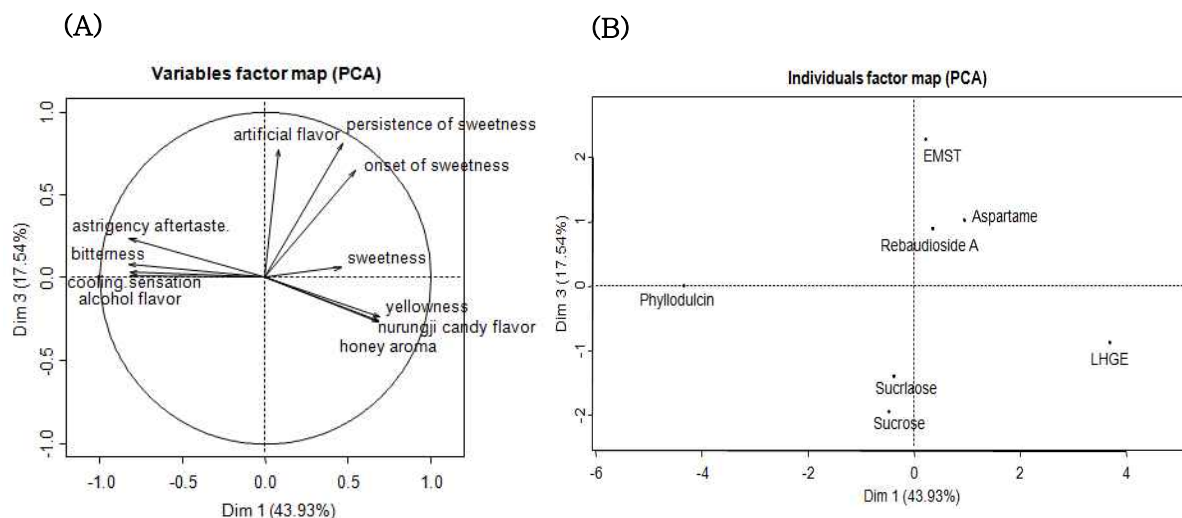 (A)
(B)
Variables factor map (PCA)
1.0
0.5
0.0
-0.5
-1.0
Dim 3 (17.54%)
artificial flavor
persistence of sweetness
onset of sweetness
astrigency aftertaste.
bitterness
cooling.sensation
alcohol flavor
sweetness
yellowness
nurungji candy flavor
honey aroma
-1.0 -0.5 0.0 0.5 1.0
Dim 1 (43.93%)
Individuals factor map (PCA)
2
1
0
-1
-2
Dim 3 (17.54%)
EMST
Aspartame
Rebaudioside A
Phyllodulcin
LHGE
Sucrlaose
Sucrose
-6 -4 -2 0 2 4
Dim 1 (43.93%)